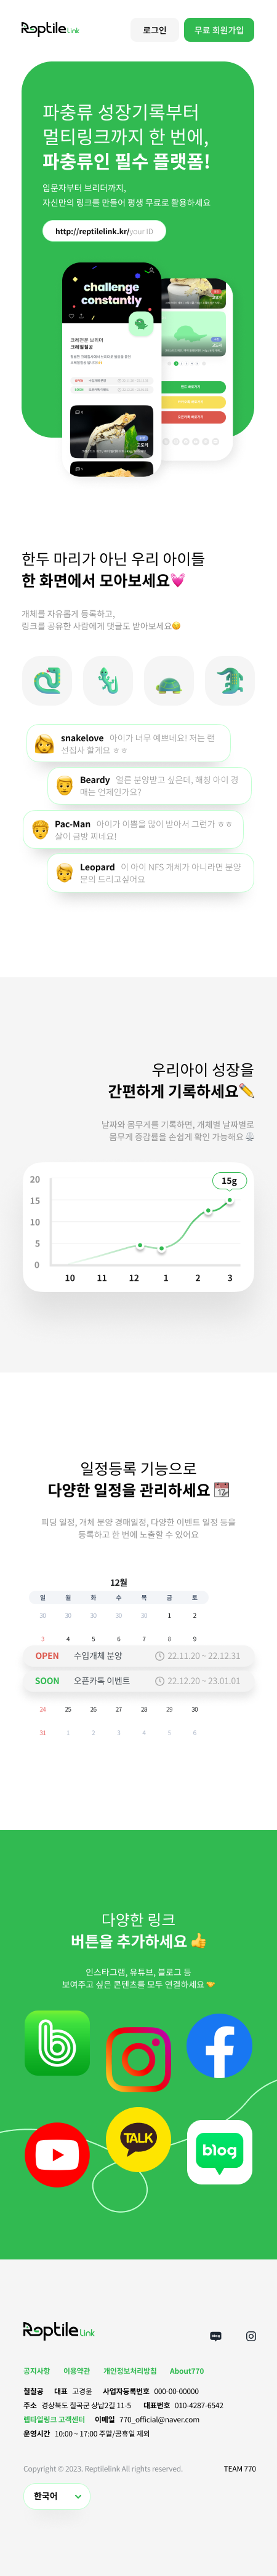 Reptile Link
로그인
무료 회원가입
파충류 성장기록부터
멀티링크까지 한 번에,
파충류인 필수 플랫폼!
입문자부터 브리더까지,
자신만의 링크를 만들어 평생 무료로 활용하세요
http://reptilelink.kr/your ID
challenge
constantly
크레전문 브리더
크레칠칠공
고도리
한두 마리가 아닌 우리 아이들
한 화면에서 모아보세요💓
개체를 자유롭게 등록하고,
링크를 공유한 사람에게 댓글도 받아보세요😏
snakelove 아이가 너무 예쁘네요! 저는 랜
선집사 할게요 ㅎㅎ
Beardy 얼른 분양받고 싶은데, 해칭 아이 경
매는 언제인가요?
Pac-Man 아이가 이쁨을 많이 받아서 그런가 ㅎㅎ
살이 금방 찌네요!
Leopard 이 아이 NFS 개체가 아니라면 분양
문의 드리고싶어요
우리아이 성장을
간편하게 기록하세요✏️
날짜와 몸무게를 기록하면, 개체별 날짜별로
몸무게 증감률을 손쉽게 확인 가능해요
15g
20
15
10
5
0
10 11 12 1 2 3
일정등록 기능으로
다양한 일정을 관리하세요 📆
피딩 일정, 개체 분양 경매일정, 다양한 이벤트 일정 등을
등록하고 한 번에 노출할 수 있어요
12월
일 월 화 수 목 금 토
30 30 30 30 30 1 2
3 4 5 6 7 8 9
OPEN 수입개체 분양 22.11.20 ~ 22.12.31
SOON 오픈카톡 이벤트 22.12.20 ~ 23.01.01
24 25 26 27 28 29 30
31 1 2 3 4 5 6
다양한 링크
버튼을 추가하세요 👍
인스타그램, 유튜브, 블로그 등
보여주고 싶은 콘텐츠를 모두 연결하세요 🤝
TALK
blog
Reptile Link
blog
공지사항 이용약관 개인정보처리방침 About770
칠칠공 대표 고경윤 사업자등록번호 000-00-00000
주소 경상북도 칠곡군 상남2길 11-5 대표번호 010-4287-6542
렙타일링크 고객센터 이메일 770_official@naver.com
운영시간 10:00 ~ 17:00 주말/공휴일 제외
Copyright © 2023. Reptilelink All rights reserved.
TEAM 770
한국어